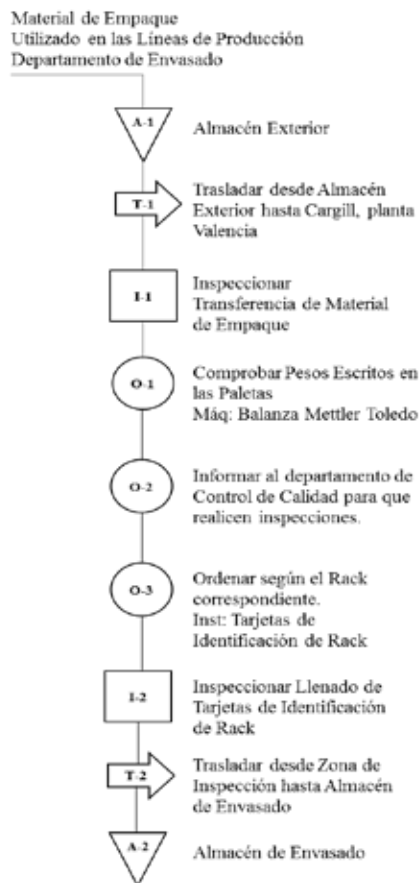 Material de Empaque
Utilizado en las Líneas de Producción
Departamento de Envasado
A-1
Almacén Exterior
T-1
Trasladar desde Almacén
Exterior hasta Cargill, planta
Valencia
I-1
Inspeccionar
Transferencia de Material
de Empaque
O-1
Comprobar Pesos Escritos en
las Paletas
Máq: Balanza Mettler Toledo
O-2
Informar al departamento de
Control de Calidad para que
realicen inspecciones.
O-3
Ordenar según el Rack
correspondiente.
Inst: Tarjetas de
Identificación de Rack
I-2
Inspeccionar Llenado de
Tarjetas de Identificación
de Rack
T-2
Trasladar desde Zona de
Inspección hasta Almacén
de Envasado
A-2
Almacén de Envasado